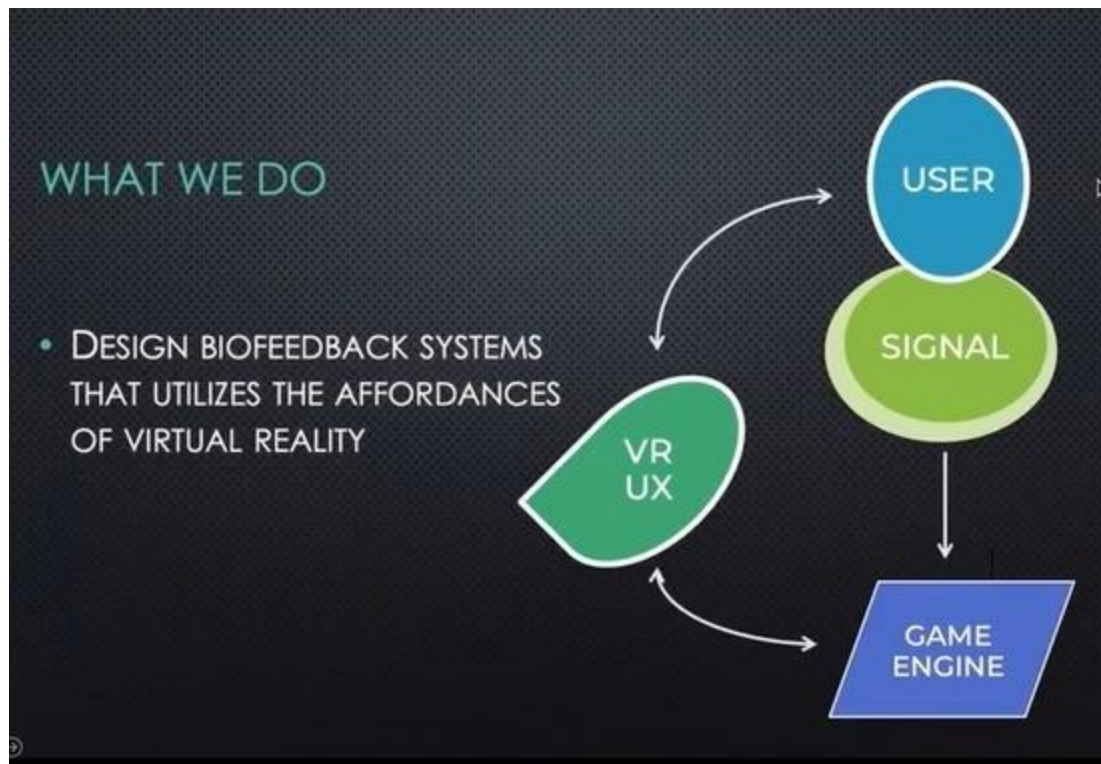 WHAT WE DO
• DESIGN BIOFEEDBACK SYSTEMS
THAT UTILIZES THE AFFORDANCES
OF VIRTUAL REALITY
USER
SIGNAL
VR
UX
GAME
ENGINE